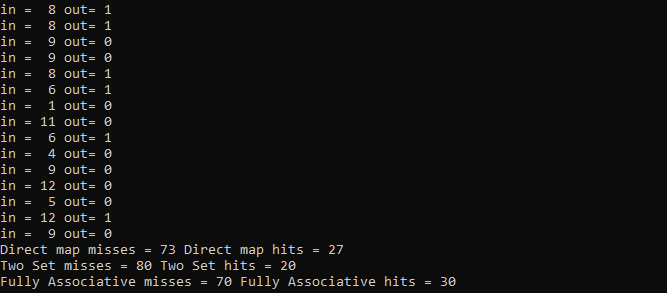 in =  8 out= 1
in =  8 out= 1
in =  9 out= 0
in =  9 out= 0
in =  8 out= 1
in =  6 out= 1
in =  1 out= 0
in = 11 out= 0
in =  6 out= 1
in =  4 out= 0
in =  9 out= 0
in = 12 out= 0
in =  5 out= 0
in = 12 out= 1
in =  9 out= 0
Direct map misses = 73 Direct map hits = 27
Two Set misses = 80 Two Set hits = 20
Fully Associative misses = 70 Fully Associative hits = 30